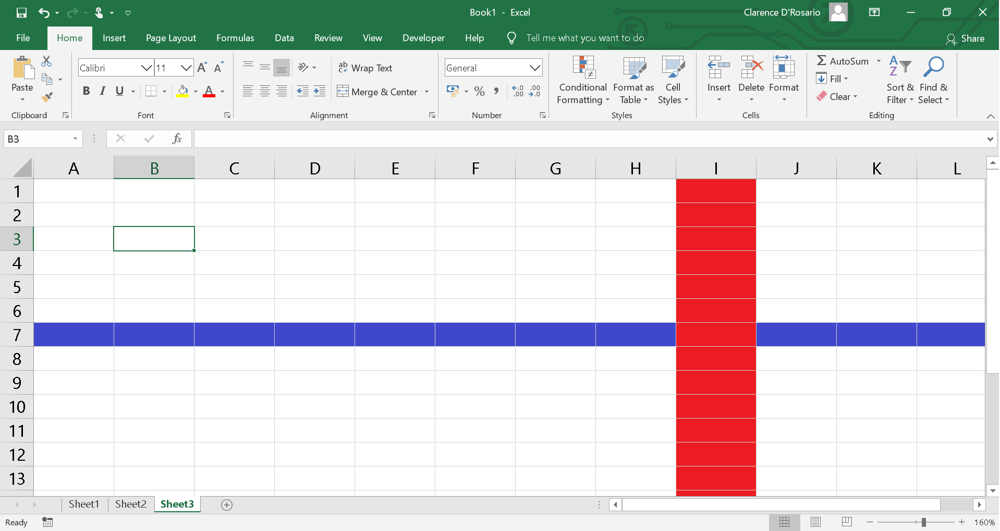 Book1 - Excel
Clarence D'Rosario
File Home Insert Page Layout Formulas Data Review View Developer Help Tell me what you want to do Share
Paste
Clipboard
Calibri 11
B I U
Font
Wrap Text
Merge & Center
Alignment
General
Number
Conditional Formatting
Format as Table
Cell Styles
Styles
Insert
Delete
Format
Cells
AutoSum
Fill
Clear
Sort & Filter
Find & Select
Editing
B3
fx
A B C D E F G H I J K L
1
2
3
4
5
6
7
8
9
10
11
12
13
Sheet1 Sheet2 Sheet3
Ready
160%